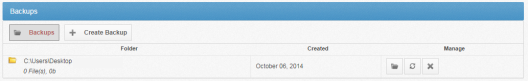 Backups
Backups
Create Backup
Folder Created Manage
C:\Users\Desktop
0 File(s), 0b
October 06, 2014